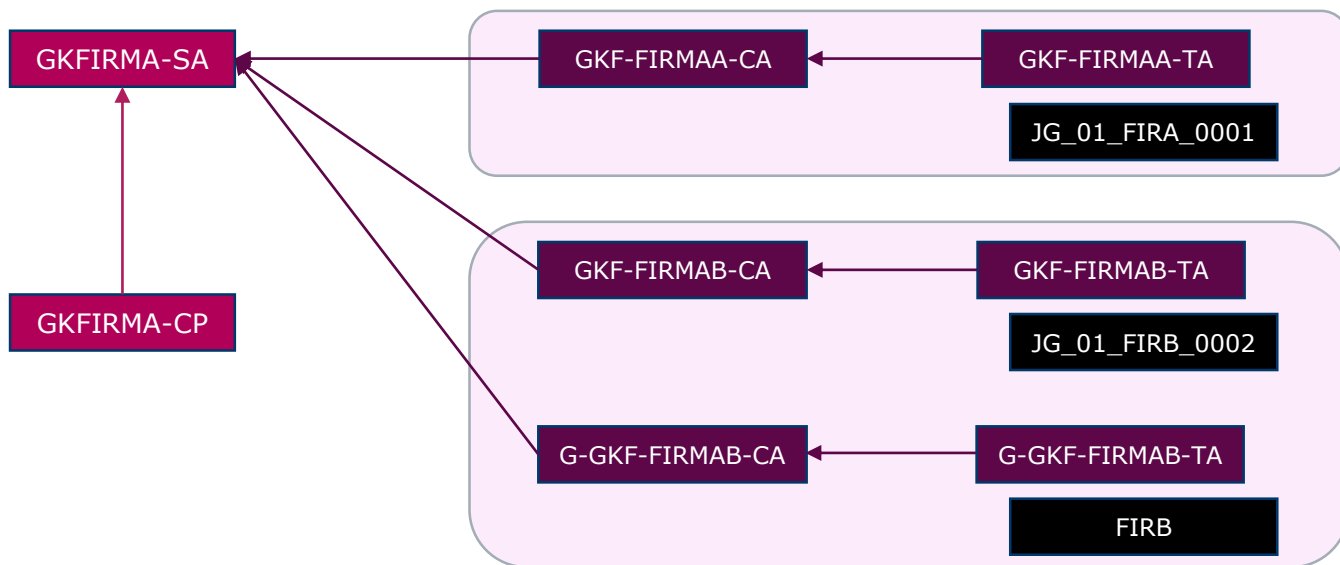 GKFIRMA-SA
GKF-FIRMAA-CA
GKF-FIRMAA-TA
JG_01_FIRA_0001
GKF-FIRMAB-CA
GKF-FIRMAB-TA
GKFIRMA-CP
JG_01_FIRB_0002
G-GKF-FIRMAB-CA
G-GKF-FIRMAB-TA
FIRB